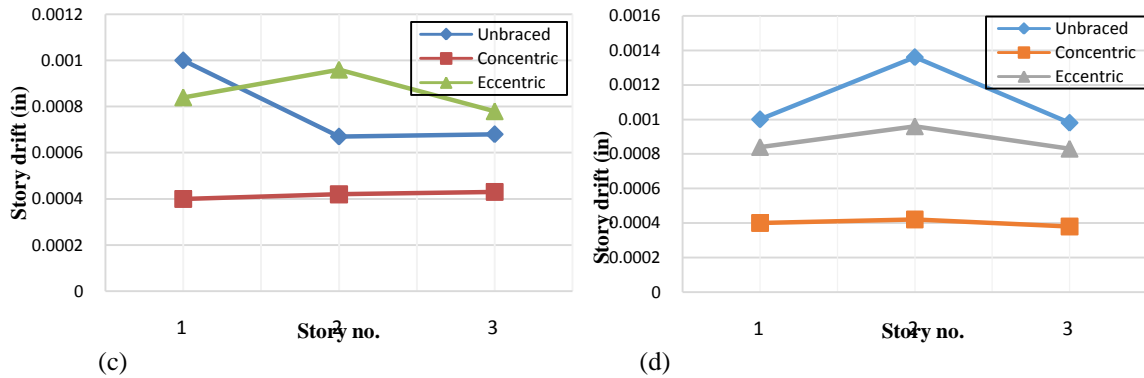 0.0012
0.001
0.0008
0.0006
0.0004
0.0002
0
Story drift (in)
Unbraced
Concentric
Eccentric
1 2 3
Story no.
(c)
0.0016
0.0014
0.0012
0.001
0.0008
0.0006
0.0004
0.0002
0
Story drift (in)
Unbraced
Concentric
Eccentric
1 2 3
Story no.
(d)